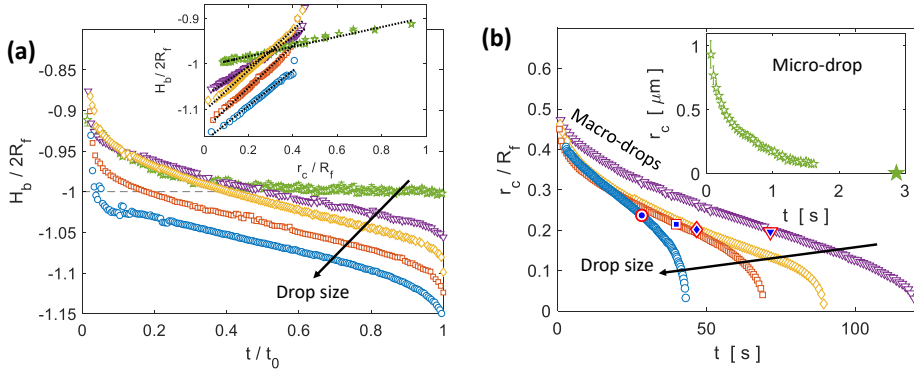 (a)
H_b / 2R_f
-0.85
-0.9
-0.95
-1
-1.05
-1.1
-1.15
0
0.2
0.4
0.6
0.8
1
t / t_0
Drop size
H_b / 2R_f
-0.9
-1
-1.1
0
0.2
0.4
0.6
0.8
1
r_c / R_f
(b)
r_c / R_f
0.6
0.5
0.4
0.3
0.2
0.1
0
0
50
100
t [ s ]
Macro-drops
Drop size
Micro-drop
r_c [ μm ]
1
0.5
0
0
1
2
3
t [ s ]